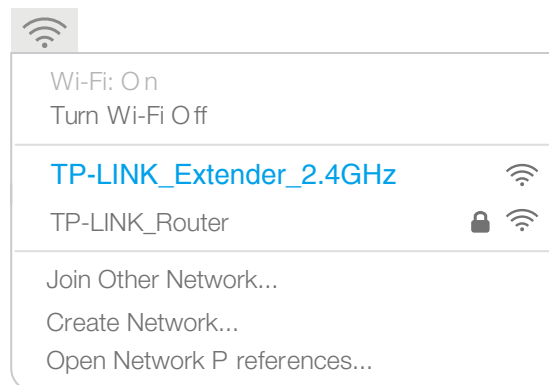 Wi-Fi: On
Turn Wi-Fi Off
TP-LINK_Extender_2.4GHz
TP-LINK_Router
Join Other Network...
Create Network...
Open Network P references...